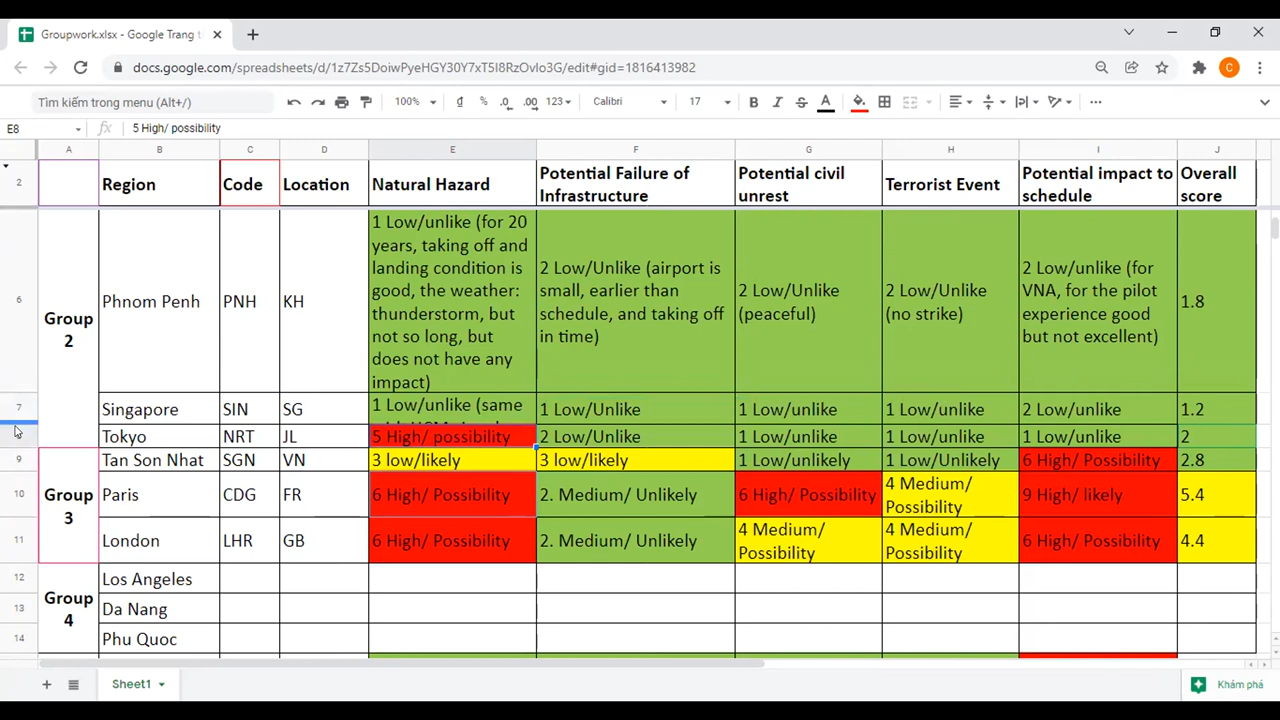 Groupwork.xlsx - Google Trang t
docs.google.com/spreadsheets/d/1z7Zs5DoiwPyeHGY30Y7xT5I8RzOvIo3G/edit#gid=1816413982
C
Tìm kiếm trong menu (Alt+/)
100%
đ
%
.0
.00
123
Calibri
17
B
I
S
A
E8
fx
5 High/ possibility
A B C D E F G H I J
2
Region
Code
Location
Natural Hazard
Potential Failure of
Infrastructure
Potential civil
unrest
Terrorist Event
Potential impact to
schedule
Overall
score
6
Group
2
Phnom Penh
PNH
KH
1 Low/unlike (for 20
years, taking off and
landing condition is
good, the weather:
thunderstorm, but
not so long, but
does not have any
impact)
2 Low/Unlike (airport is
small, earlier than
schedule, and taking off
in time)
2 Low/Unlike
(peaceful)
2 Low/Unlike
(no strike)
2 Low/unlike (for
VNA, for the pilot
experience good
but not excellent)
1.8
7
Singapore
SIN
SG
1 Low/unlike (same
1 Low/Unlike
1 Low/unlike
1 Low/unlike
2 Low/unlike
1.2
Tokyo
NRT
JL
5 High/ possibility
2 Low/Unlike
1 Low/unlike
1 Low/unlike
1 Low/unlike
2
9
Group
3
Tan Son Nhat
SGN
VN
3 low/likely
3 low/likely
1 Low/unlikely
1 Low/Unlikely
6 High/ Possibility
2.8
10
Paris
CDG
FR
6 High/ Possibility
2. Medium/ Unlikely
6 High/ Possibility
4 Medium/
Possibility
9 High/ likely
5.4
11
London
LHR
GB
6 High/ Possibility
2. Medium/ Unlikely
4 Medium/
Possibility
4 Medium/
Possibility
6 High/ Possibility
4.4
12
Group
4
Los Angeles
13
Da Nang
14
Phu Quoc
Sheet1
Khám phá